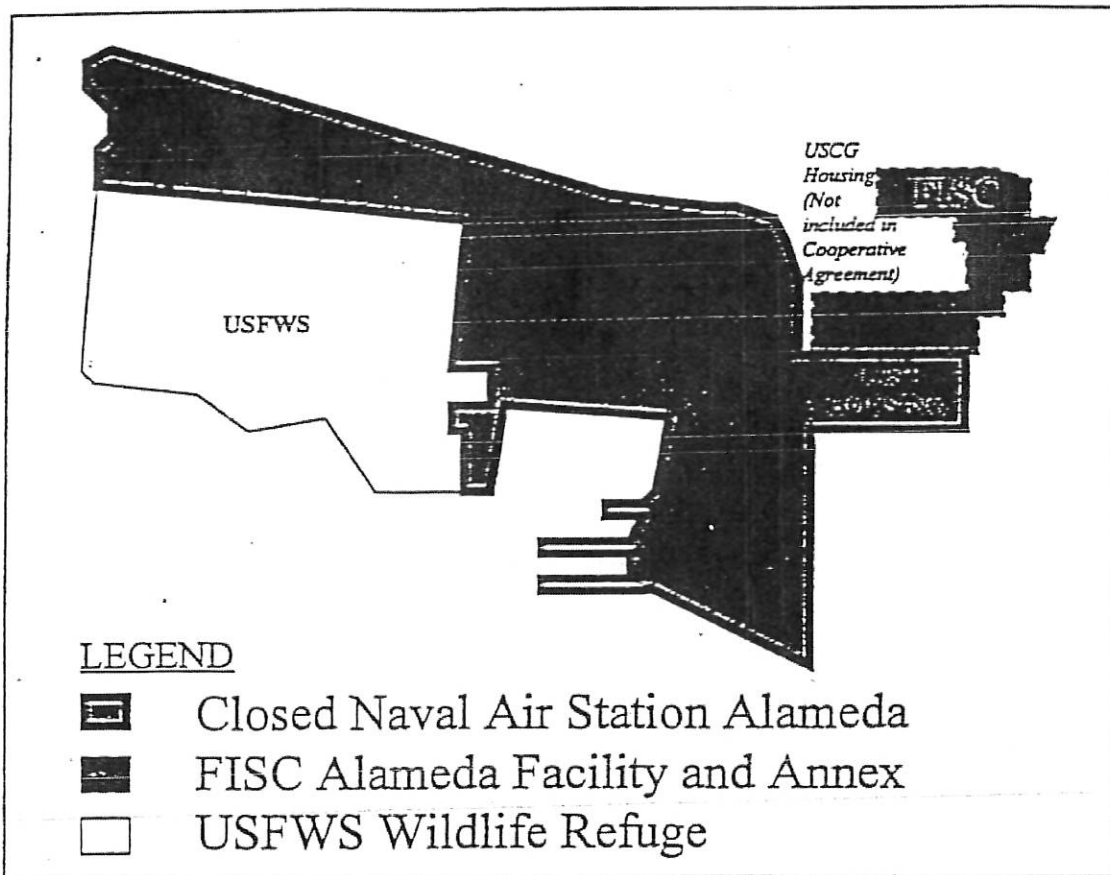 USCG
Housing
(Not
included in
Cooperative
Agreement)
FISC
USFWS
HOUSING
LEGEND
Closed Naval Air Station Alameda
FISC Alameda Facility and Annex
USFWS Wildlife Refuge